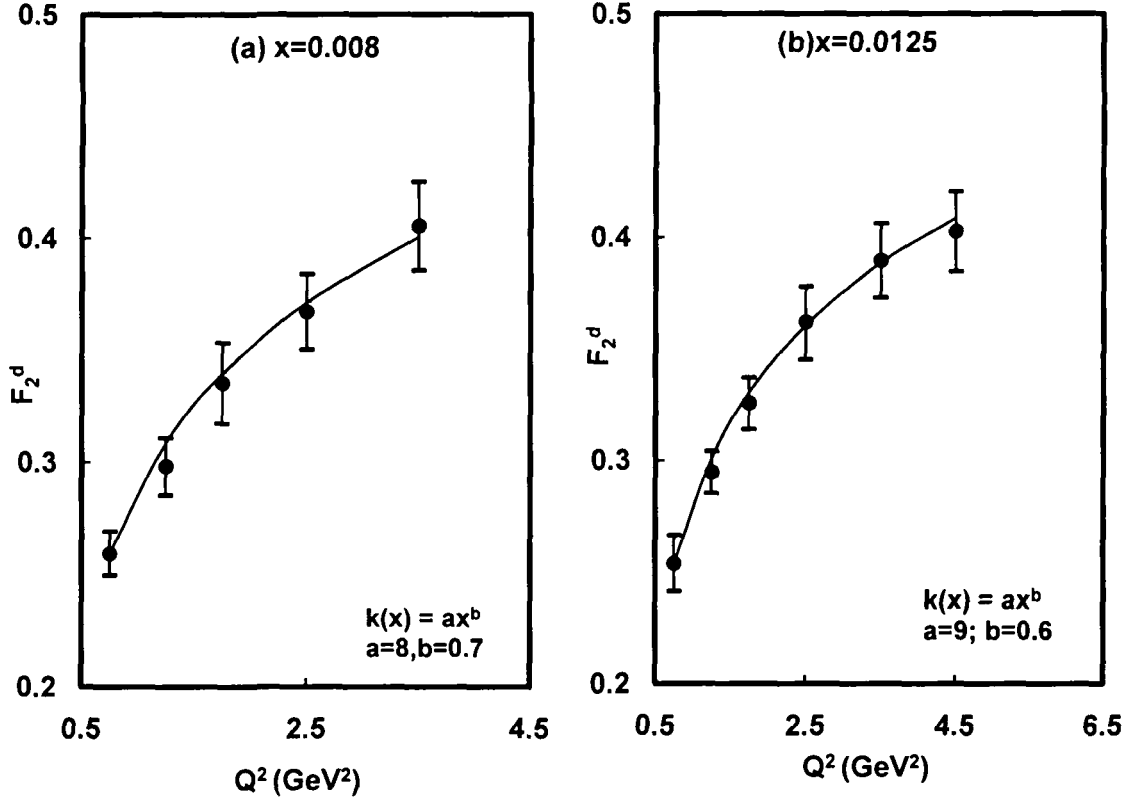 (a) x=0.008
0.5
0.4
0.3
0.2
F₂ᵈ
k(x) = axᵇ
a=8,b=0.7
0.5 2.5 4.5
Q² (GeV²)
(b)x=0.0125
0.5
0.4
0.3
0.2
F₂ᵈ
k(x) = axᵇ
a=9; b=0.6
0.5 2.5 4.5 6.5
Q² (GeV²)